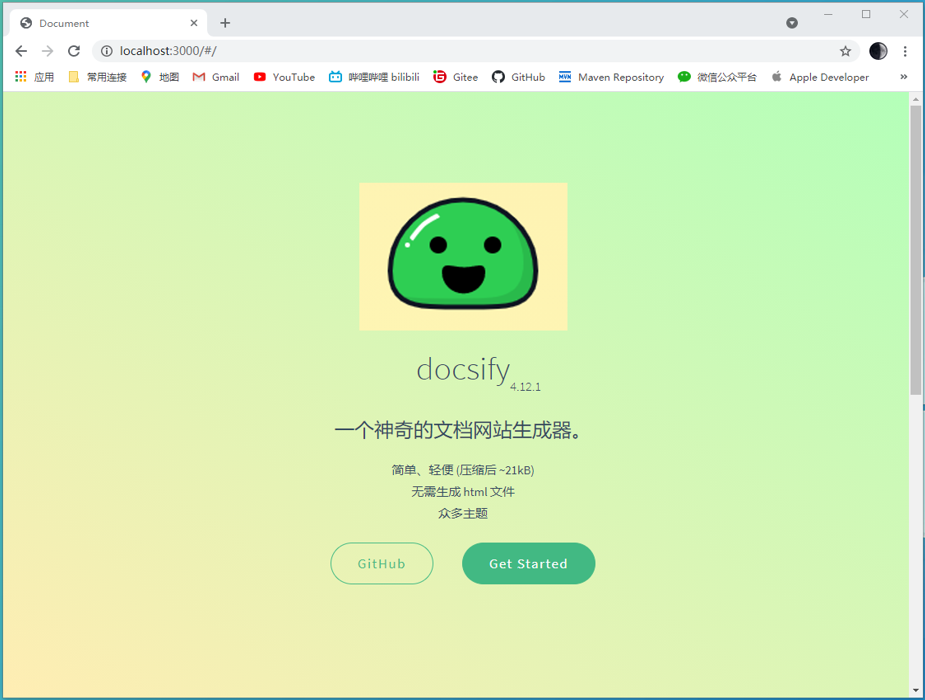 Document
localhost:3000/#/
应用 常用连接 地图 Gmail YouTube 哔哩哔哩 bilibili Gitee GitHub Maven Repository 微信公众平台 Apple Developer
docsify 4.12.1
一个神奇的文档网站生成器。
简单、轻便 (压缩后 ~21kB)
无需生成 html 文件
众多主题
GitHub Get Started